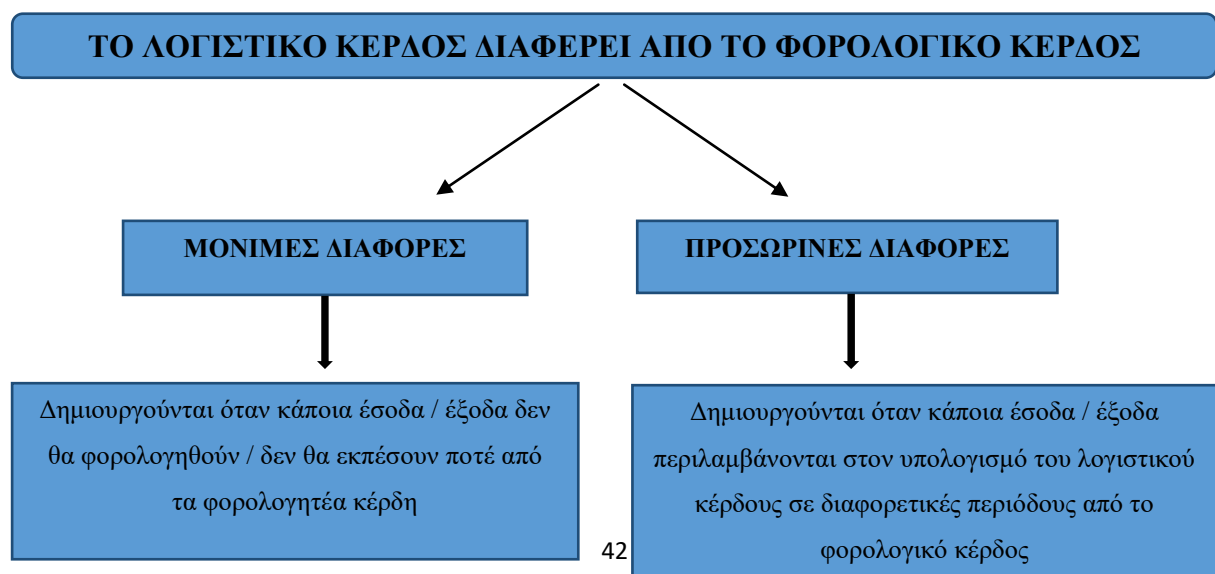 ΤΟ ΛΟΓΙΣΤΙΚΟ ΚΕΡΔΟΣ ΔΙΑΦΕΡΕΙ ΑΠΟ ΤΟ ΦΟΡΟΛΟΓΙΚΟ ΚΕΡΔΟΣ
ΜΟΝΙΜΕΣ ΔΙΑΦΟΡΕΣ
ΠΡΟΣΩΡΙΝΕΣ ΔΙΑΦΟΡΕΣ
Δημιουργούνται όταν κάποια έσοδα / έξοδα δεν
θα φορολογηθούν / δεν θα εκπέσουν ποτέ από
τα φορολογητέα κέρδη
Δημιουργούνται όταν κάποια έσοδα / έξοδα
περιλαμβάνονται στον υπολογισμό του λογιστικού
κέρδους σε διαφορετικές περιόδους από το
φορολογικό κέρδος
42